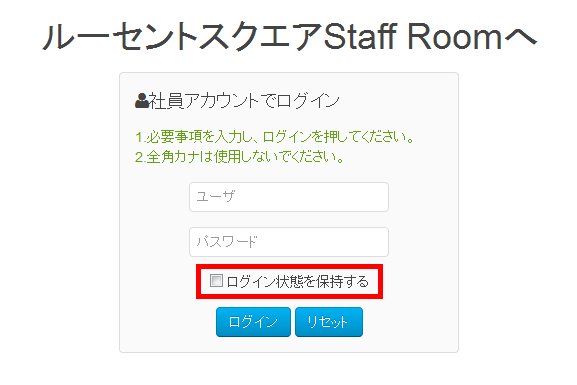 ルーセントスクエアStaff Roomへ
社員アカウントでログイン
1.必要事項を入力し、ログインを押してください。
2.全角カナは使用しないでください。
ユーザ
パスワード
ログイン状態を保持する
ログイン リセット